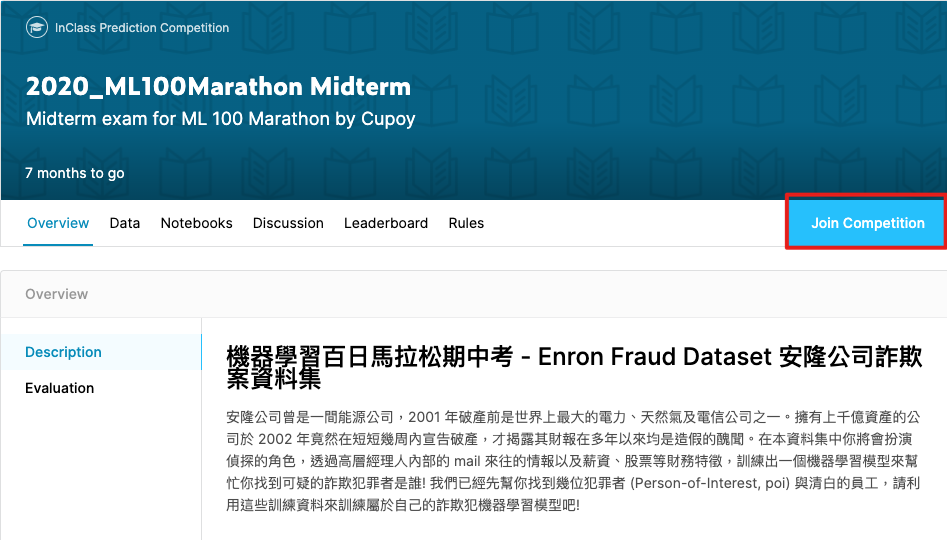 InClass Prediction Competition
2020_ML100Marathon Midterm
Midterm exam for ML 100 Marathon by Cupoy
7 months to go
Overview Data Notebooks Discussion Leaderboard Rules Join Competition
Overview
Description
Evaluation
機器學習百日馬拉松期中考 - Enron Fraud Dataset 安隆公司詐欺
案資料集
安隆公司曾是一間能源公司，2001 年破產前是世界上最大的電力、天然氣及電信公司之一。擁有上千億資產的公
司於 2002 年竟然在短短幾周內宣告破產，才揭露其財報在多年以來均是造假的醜聞。在本資料集中你將會扮演
偵探的角色，透過高層經理人內部的 mail 來往的情報以及薪資、股票等財務特徵，訓練出一個機器學習模型來幫
忙你找到可疑的詐欺犯罪者是誰! 我們已經先幫你找到幾位犯罪者 (Person-of-Interest, poi) 與清白的員工，請利
用這些訓練資料來訓練屬於自己的詐欺犯機器學習模型吧!